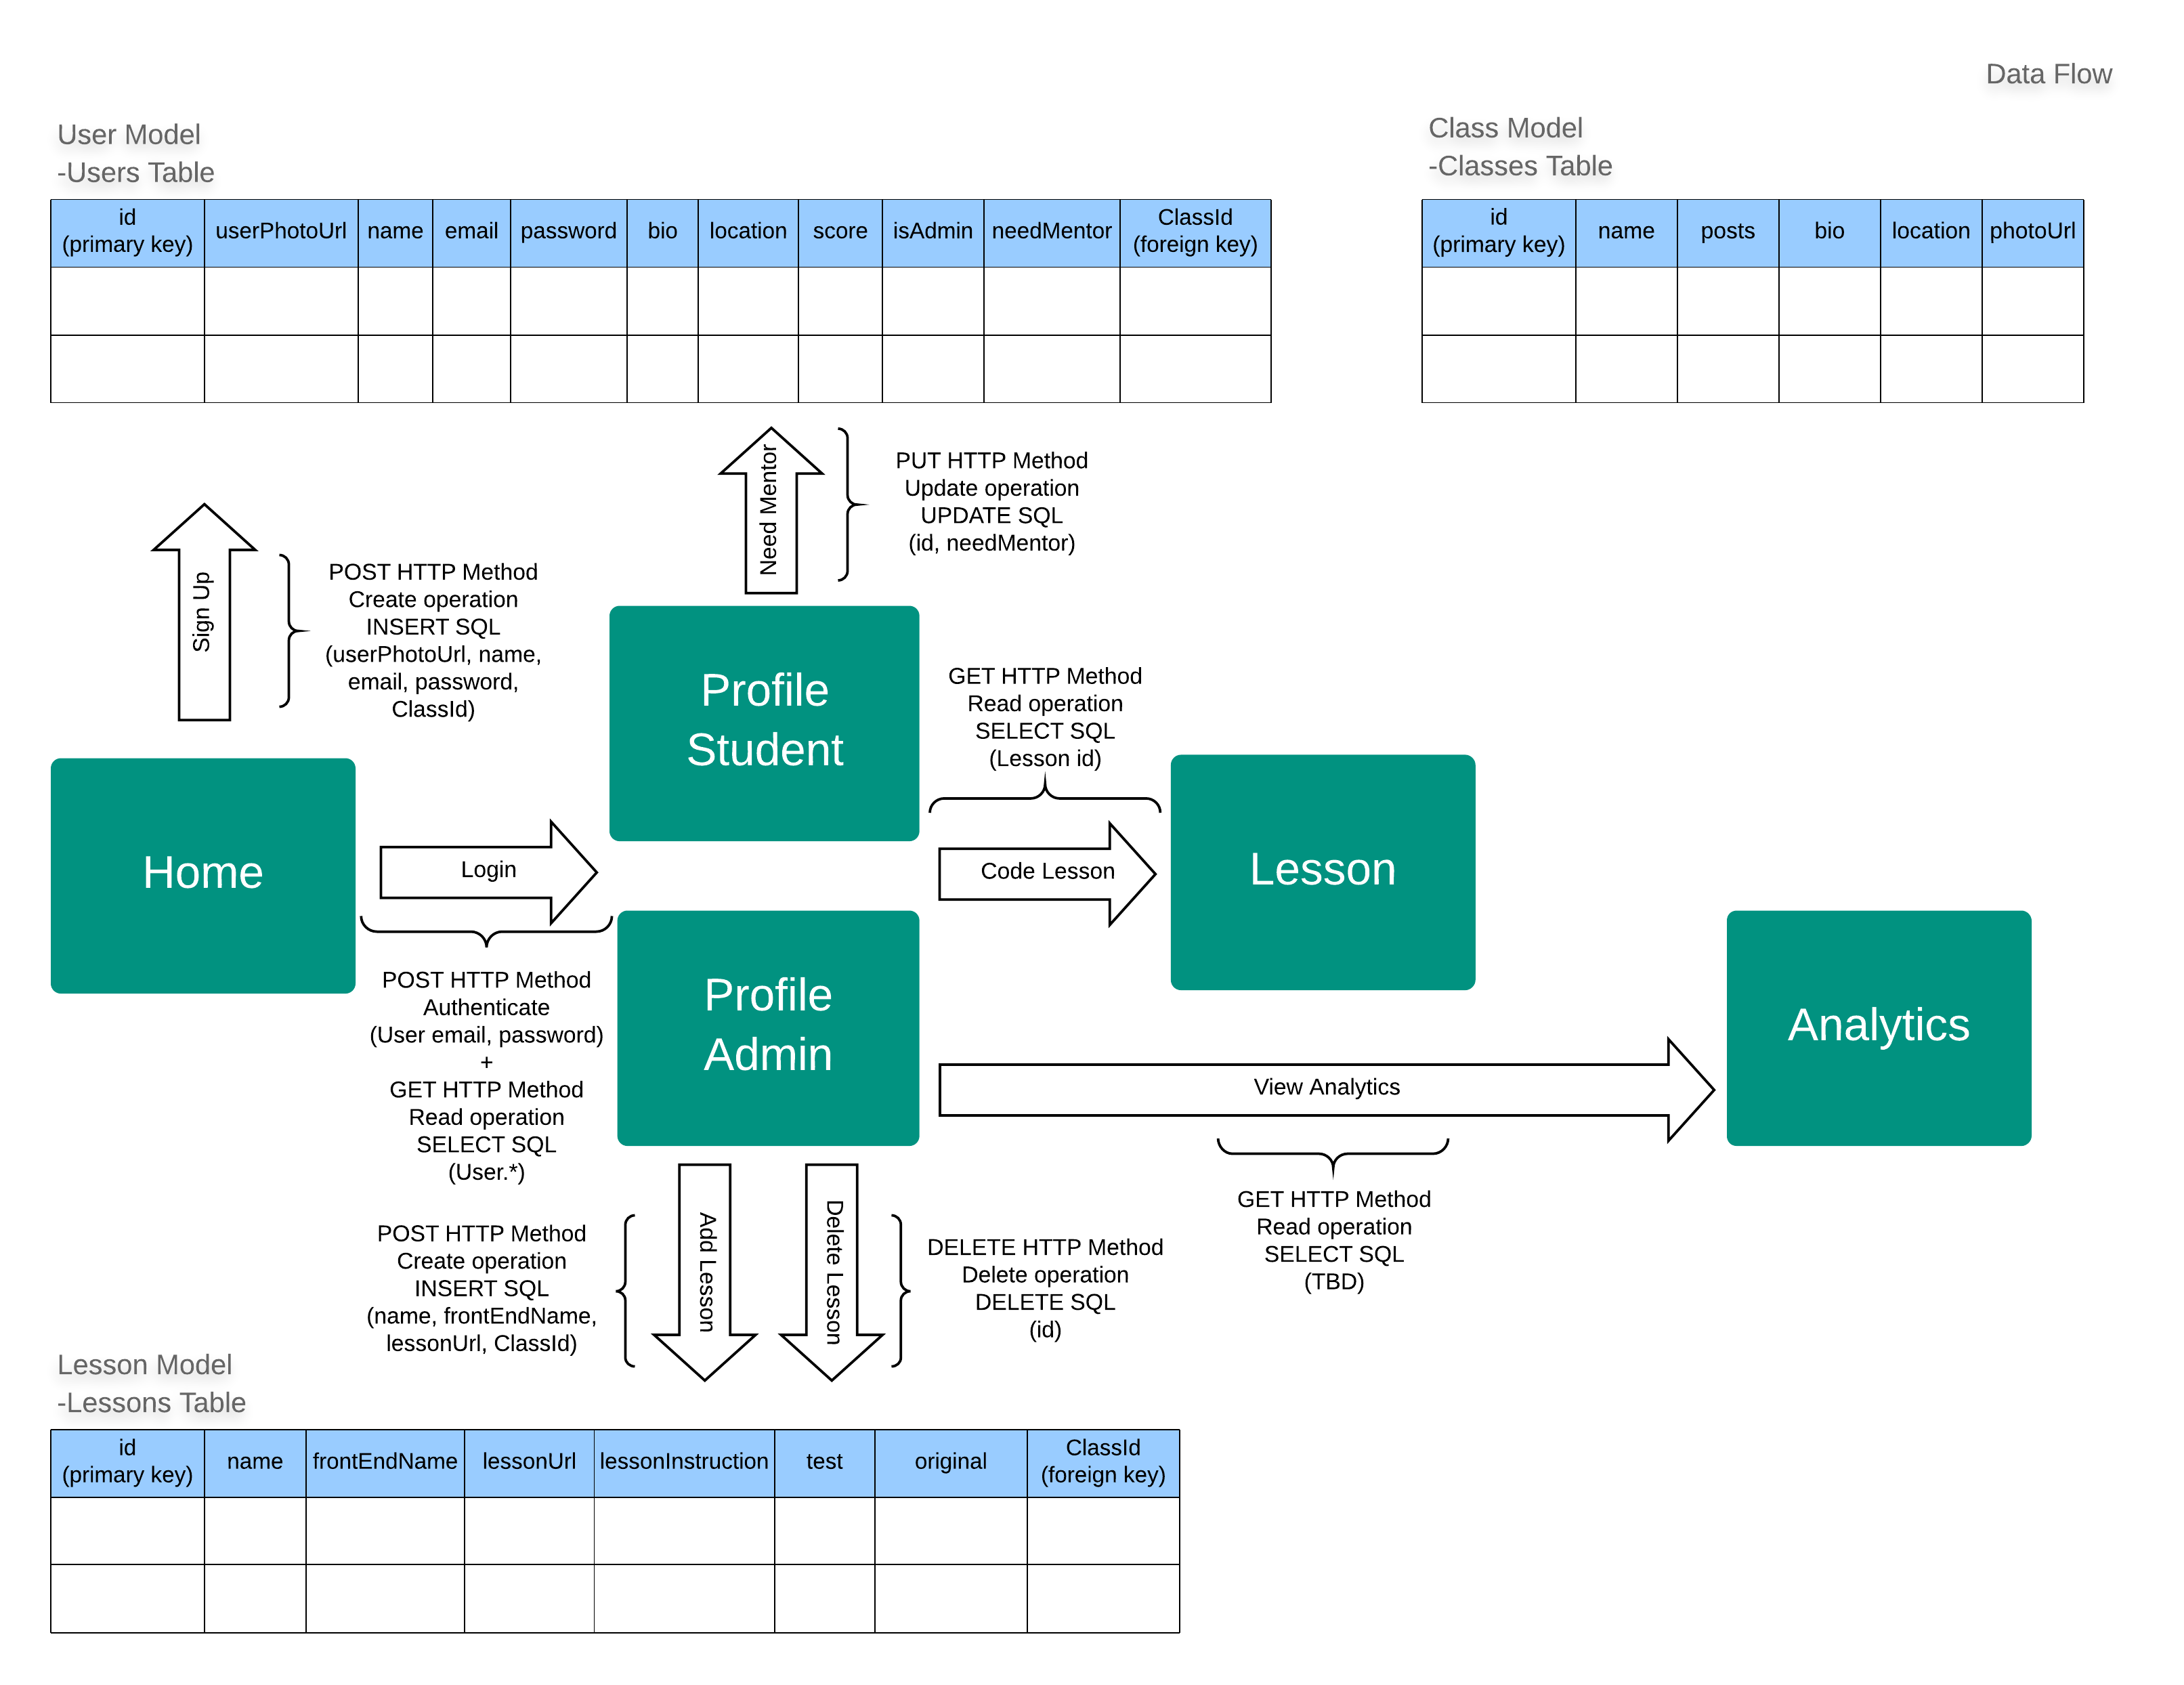 Data Flow
User Model
-Users Table
Class Model
-Classes Table
id
(primary key)
userPhotoUrl
name
email
password
bio
location
score
isAdmin
needMentor
ClassId
(foreign key)
id
(primary key)
name
posts
bio
location
photoUrl
Need Mentor
PUT HTTP Method
Update operation
UPDATE SQL
(id, needMentor)
Sign Up
POST HTTP Method
Create operation
INSERT SQL
(userPhotoUrl, name,
email, password,
ClassId)
Profile
Student
GET HTTP Method
Read operation
SELECT SQL
(Lesson id)
Home
Login
Code Lesson
Lesson
POST HTTP Method
Authenticate
(User email, password)
+
GET HTTP Method
Read operation
SELECT SQL
(User.*)
Profile
Admin
View Analytics
Analytics
GET HTTP Method
Read operation
SELECT SQL
(TBD)
POST HTTP Method
Create operation
INSERT SQL
(name, frontEndName,
lessonUrl, ClassId)
Add Lesson
Delete Lesson
DELETE HTTP Method
Delete operation
DELETE SQL
(id)
Lesson Model
-Lessons Table
id
(primary key)
name
frontEndName
lessonUrl
lessonInstruction
test
original
ClassId
(foreign key)